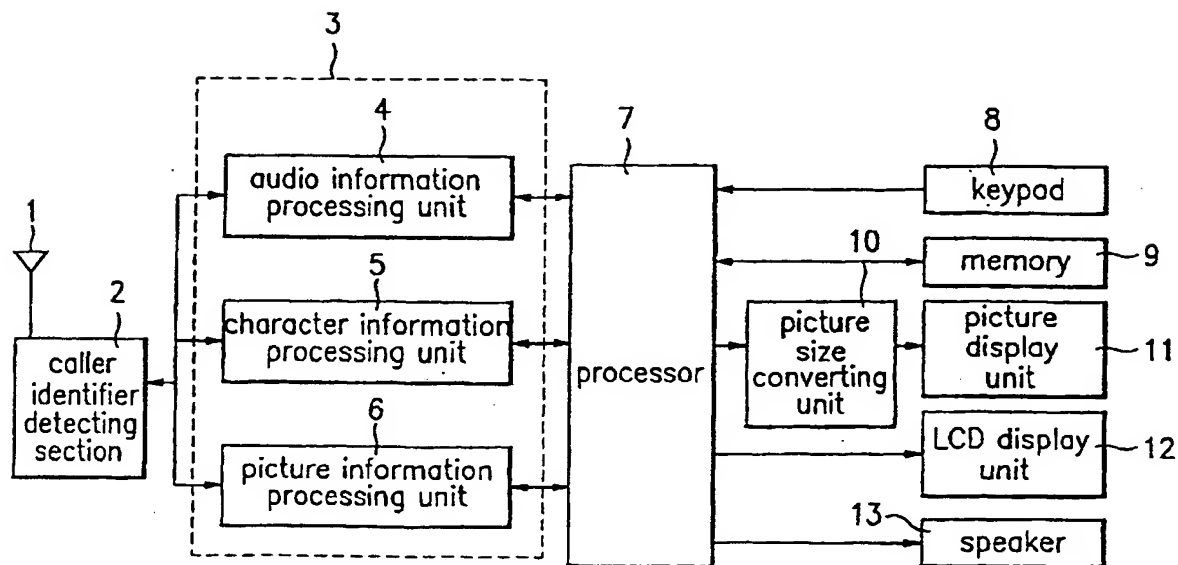 3
4
audio information
processing unit
1
2
caller
identifier
detecting
section
5
character information
processing unit
6
picture information
processing unit
7
processor
8
keypad
memory
9
10
picture
size
converting
unit
picture
display
unit
11
LCD display
unit
12
13
speaker